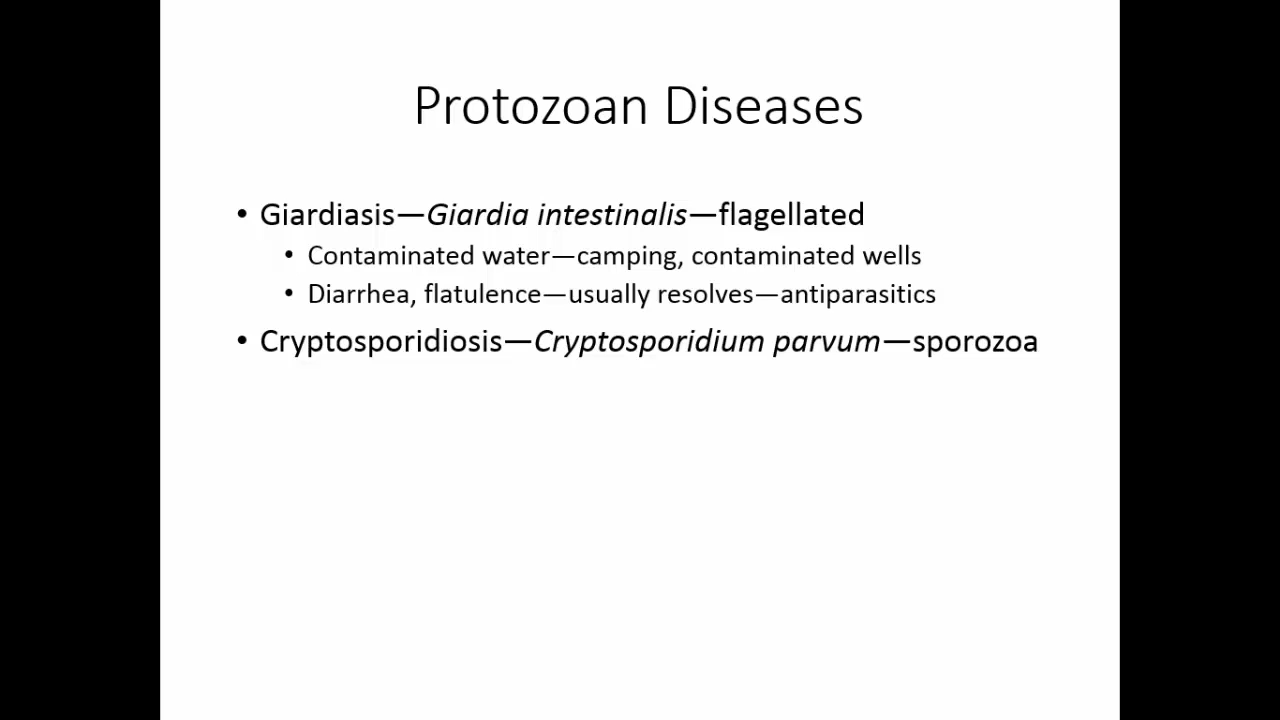 Protozoan Diseases
• Giardiasis—Giardia intestinalis—flagellated
• Contaminated water—camping, contaminated wells
• Diarrhea, flatulence—usually resolves—antiparasitics
• Cryptosporidiosis—Cryptosporidium parvum—sporozoa